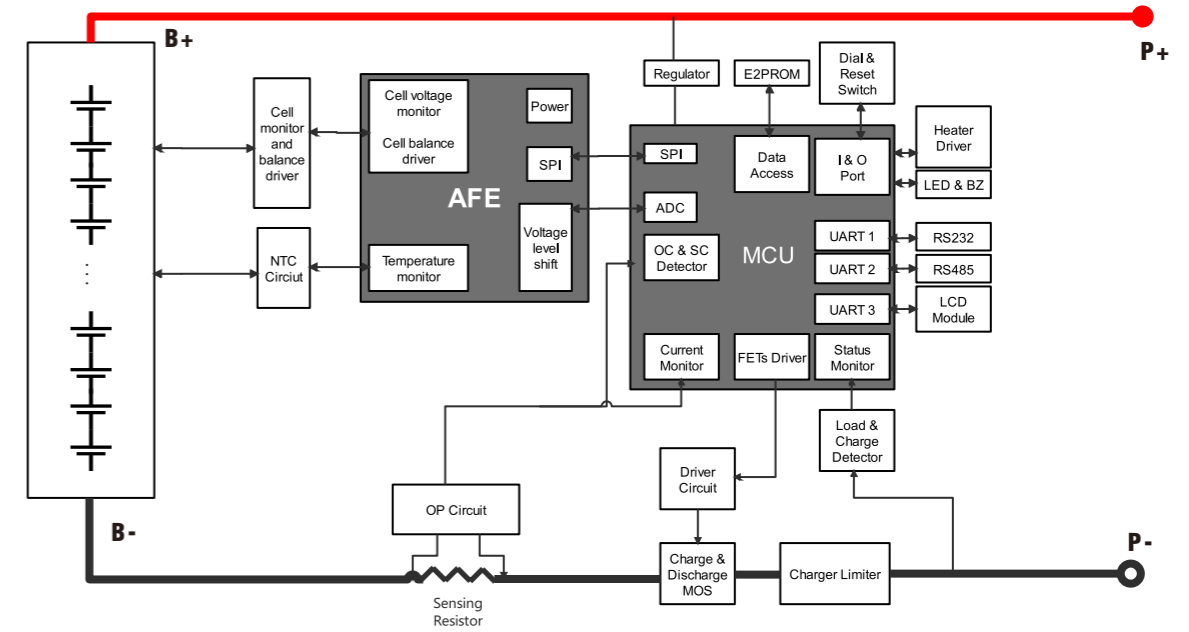 B+
P+
Cell
monitor
and
balance
driver
NTC
Circiut
Cell voltage
monitor
Cell balance
driver
Power
SPI
AFE
Voltage
level
shift
Temperature
monitor
Regulator
E2PROM
Dial &
Reset
Switch
SPI
ADC
OC & SC
Detector
Data
Access
I & O
Port
MCU
UART 1
UART 2
UART 3
Current
Monitor
FETs Driver
Status
Monitor
Heater
Driver
LED & BZ
RS232
RS485
LCD
Module
Load &
Charge
Detector
Driver
Circuit
OP Circuit
B-
P-
Charge &
Discharge
MOS
Charger Limiter
Sensing
Resistor